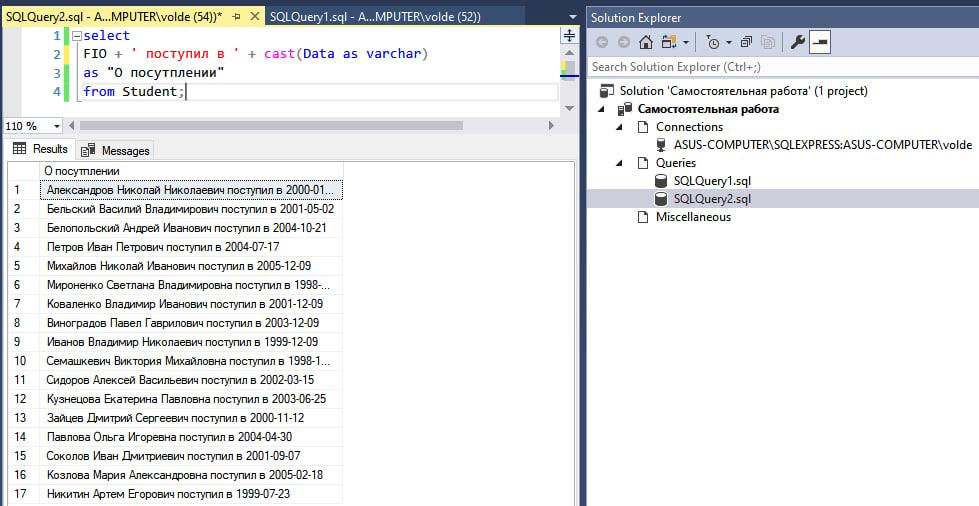 SQLQuery2.sql - A...MPUTER\volde (54))*
SQLQuery1.sql - A...MPUTER\volde (52))
1 select
2 FIO + ' поступил в ' + cast(Data as varchar)
3 as "О посутплении"
4 from Student;
110 %
Results
Messages
О посутплении
1 Александров Николай Николаевич поступил в 2000-01...
2 Бельский Василий Владимирович поступил в 2001-05-02
3 Белопольский Андрей Иванович поступил в 2004-10-21
4 Петров Иван Петрович поступил в 2004-07-17
5 Михайлов Николай Иванович поступил в 2005-12-09
6 Мироненко Светлана Владимировна поступил в 1998-...
7 Коваленко Владимир Иванович поступил в 2001-12-09
8 Виноградов Павел Гаврилович поступил в 2003-12-09
9 Иванов Владимир Николаевич поступил в 1999-12-09
10 Семашкевич Виктория Михайловна поступил в 1998-1...
11 Сидоров Алексей Васильевич поступил в 2002-03-15
12 Кузнецова Екатерина Павловна поступил в 2003-06-25
13 Зайцев Дмитрий Сергеевич поступил в 2000-11-12
14 Павлова Ольга Игоревна поступил в 2004-04-30
15 Соколов Иван Дмитриевич поступил в 2001-09-07
16 Козлова Мария Александровна поступил в 2005-02-18
17 Никитин Артем Егорович поступил в 1999-07-23
Solution Explorer
Search Solution Explorer (Ctrl+;)
Solution 'Самостоятельная работа' (1 project)
Самостоятельная работа
Connections
ASUS-COMPUTER\SQLEXPRESS:ASUS-COMPUTER\volde
Queries
SQLQuery1.sql
SQLQuery2.sql
Miscellaneous